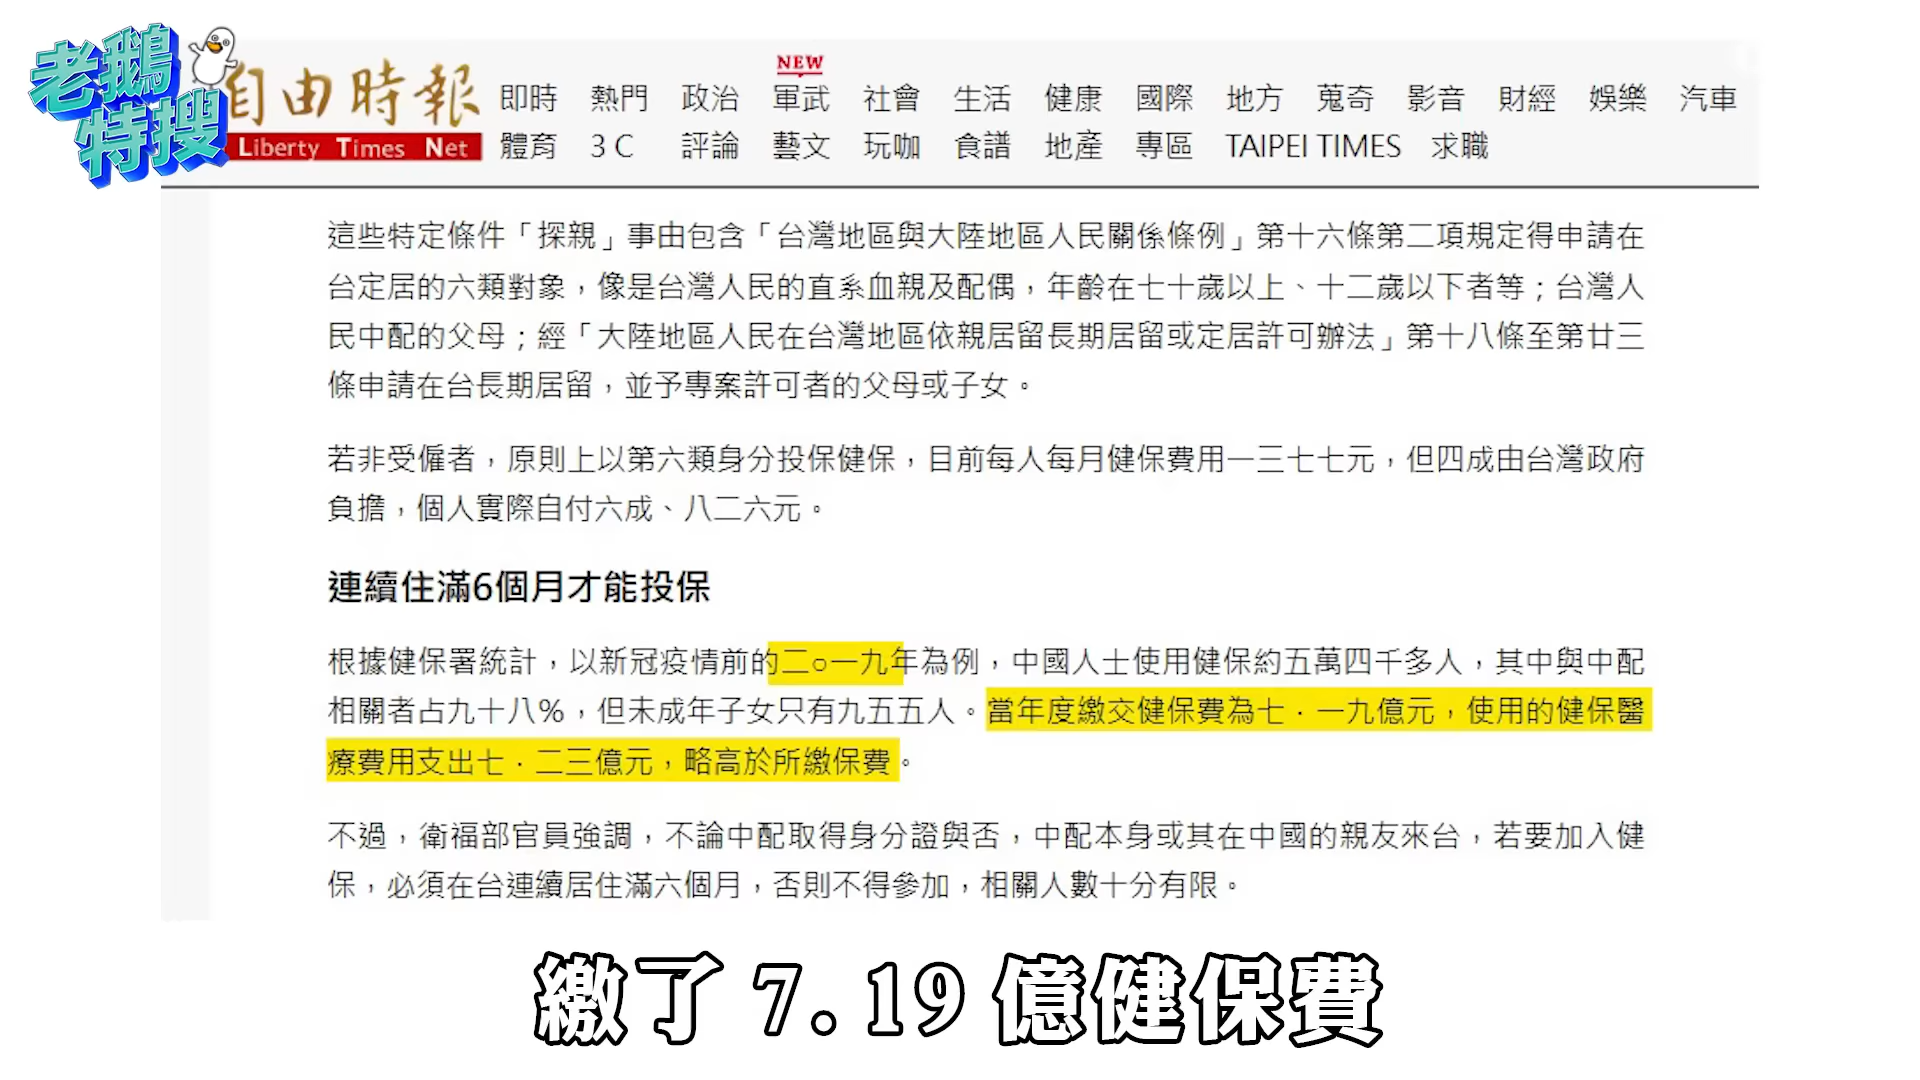 老鵝
特搜
自由時報
Liberty Times Net
NEW
即時 熱門 政治 軍武 社會 生活 健康 國際 地方 蒐奇 影音 財經 娛樂 汽車
體育 3C 評論 藝文 玩咖 食譜 地產 專區 TAIPEI TIMES 求職
這些特定條件「探親」事由包含「台灣地區與大陸地區人民關係條例」第十六條第二項規定得申請在
台定居的六類對象，像是台灣人民的直系血親及配偶，年齡在七十歲以上、十二歲以下者等；台灣人
民中配的父母；經「大陸地區人民在台灣地區依親居留長期居留或定居許可辦法」第十八條至第廿三
條申請在台長期居留，並予專案許可者的父母或子女。
若非受僱者，原則上以第六類身分投保健保，目前每人每月健保費用一三七七元，但四成由台灣政府
負擔，個人實際自付六成、八二六元。
連續住滿6個月才能投保
根據健保署統計，以新冠疫情前的二○一九年為例，中國人士使用健保約五萬四千多人，其中與中配
相關者占九十八%，但未成年子女只有九五五人。當年度繳交健保費為七．一九億元，使用的健保醫
療費用支出七．二三億元，略高於所繳保費。
不過，衛福部官員強調，不論中配取得身分證與否，中配本身或其在中國的親友來台，若要加入健
保，必須在台連續居住滿六個月，否則不得參加，相關人數十分有限。
繳了 7.19 億健保費